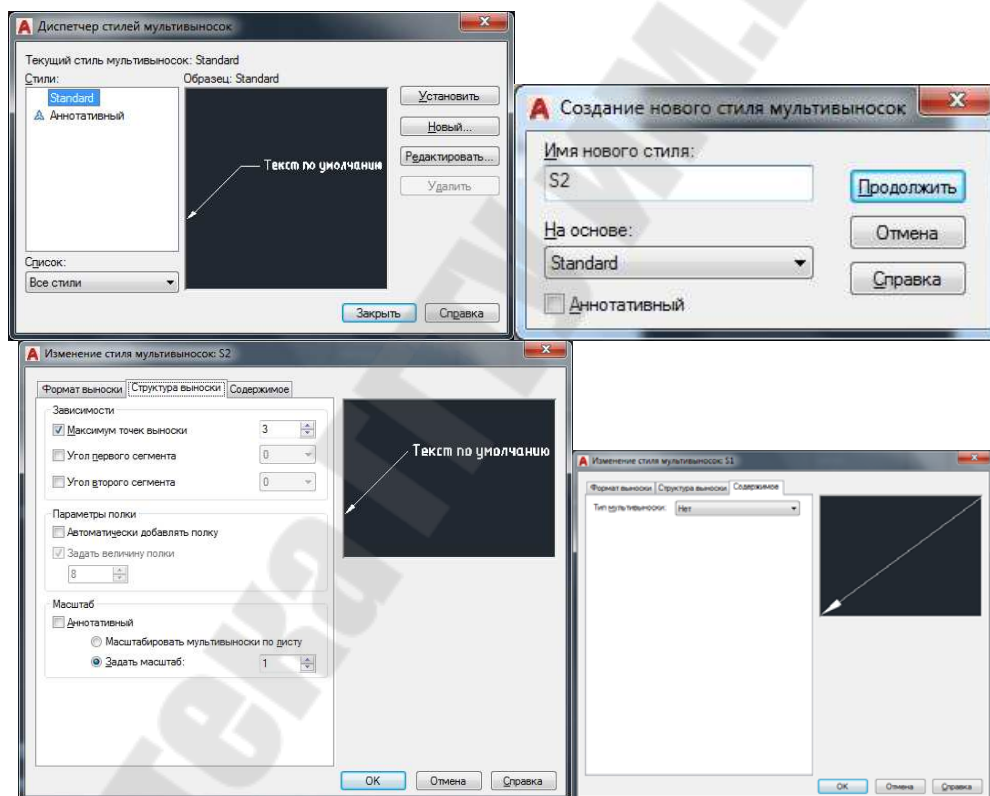 Диспетчер стилей мультивыносок
Текущий стиль мультивыносок: Standard
Стили:
Образец: Standard
Standard
Аннотативный
Текст по умолчанию
Установить
Новый...
Редактировать...
Удалить
Список:
Все стили
Закрыть
Справка
Создание нового стиля мультивыносок
Имя нового стиля:
S2
На основе:
Standard
Аннотативный
Продолжить
Отмена
Справка
Изменение стиля мультивыносок: S2
Формат выноски Структура выноски Содержимое
Зависимости
Максимум точек выноски 3
Угол первого сегмента 0
Угол второго сегмента 0
Параметры полки
Автоматически добавлять полку
Задать величину полки
8
Масштаб
Аннотативный
Масштабировать мультивыноски по листу
Задать масштаб: 1
Текст по умолчанию
OK Отмена Справка
Изменение стиля мультивыносок: S1
Формат выноски Структура выноски Содержимое
Тип мультивыноски: Нет
OK Отмена Справка